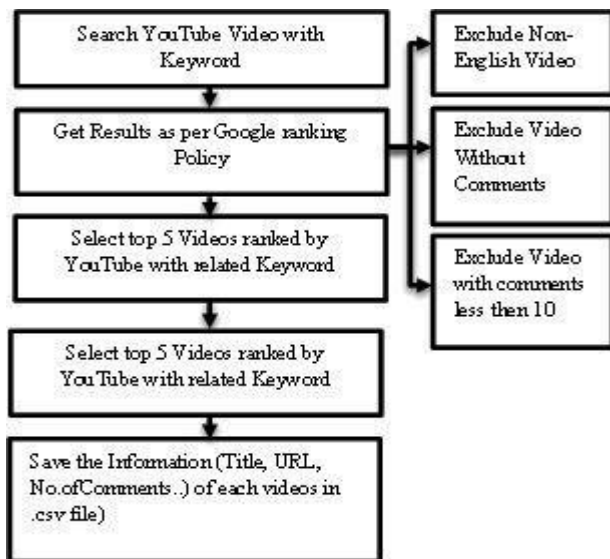 Search YouTube Video with
Keyword
Get Results as per Google ranking
Policy
Select top 5 Videos ranked by
YouTube with related Keyword
Select top 5 Videos ranked by
YouTube with related Keyword
Save the Information (Title, URL,
No.ofComments..) of each videos in
.csv file)
Exclude Non-
English Video
Exclude Video
Without
Comments
Exclude Video
with comments
less then 10